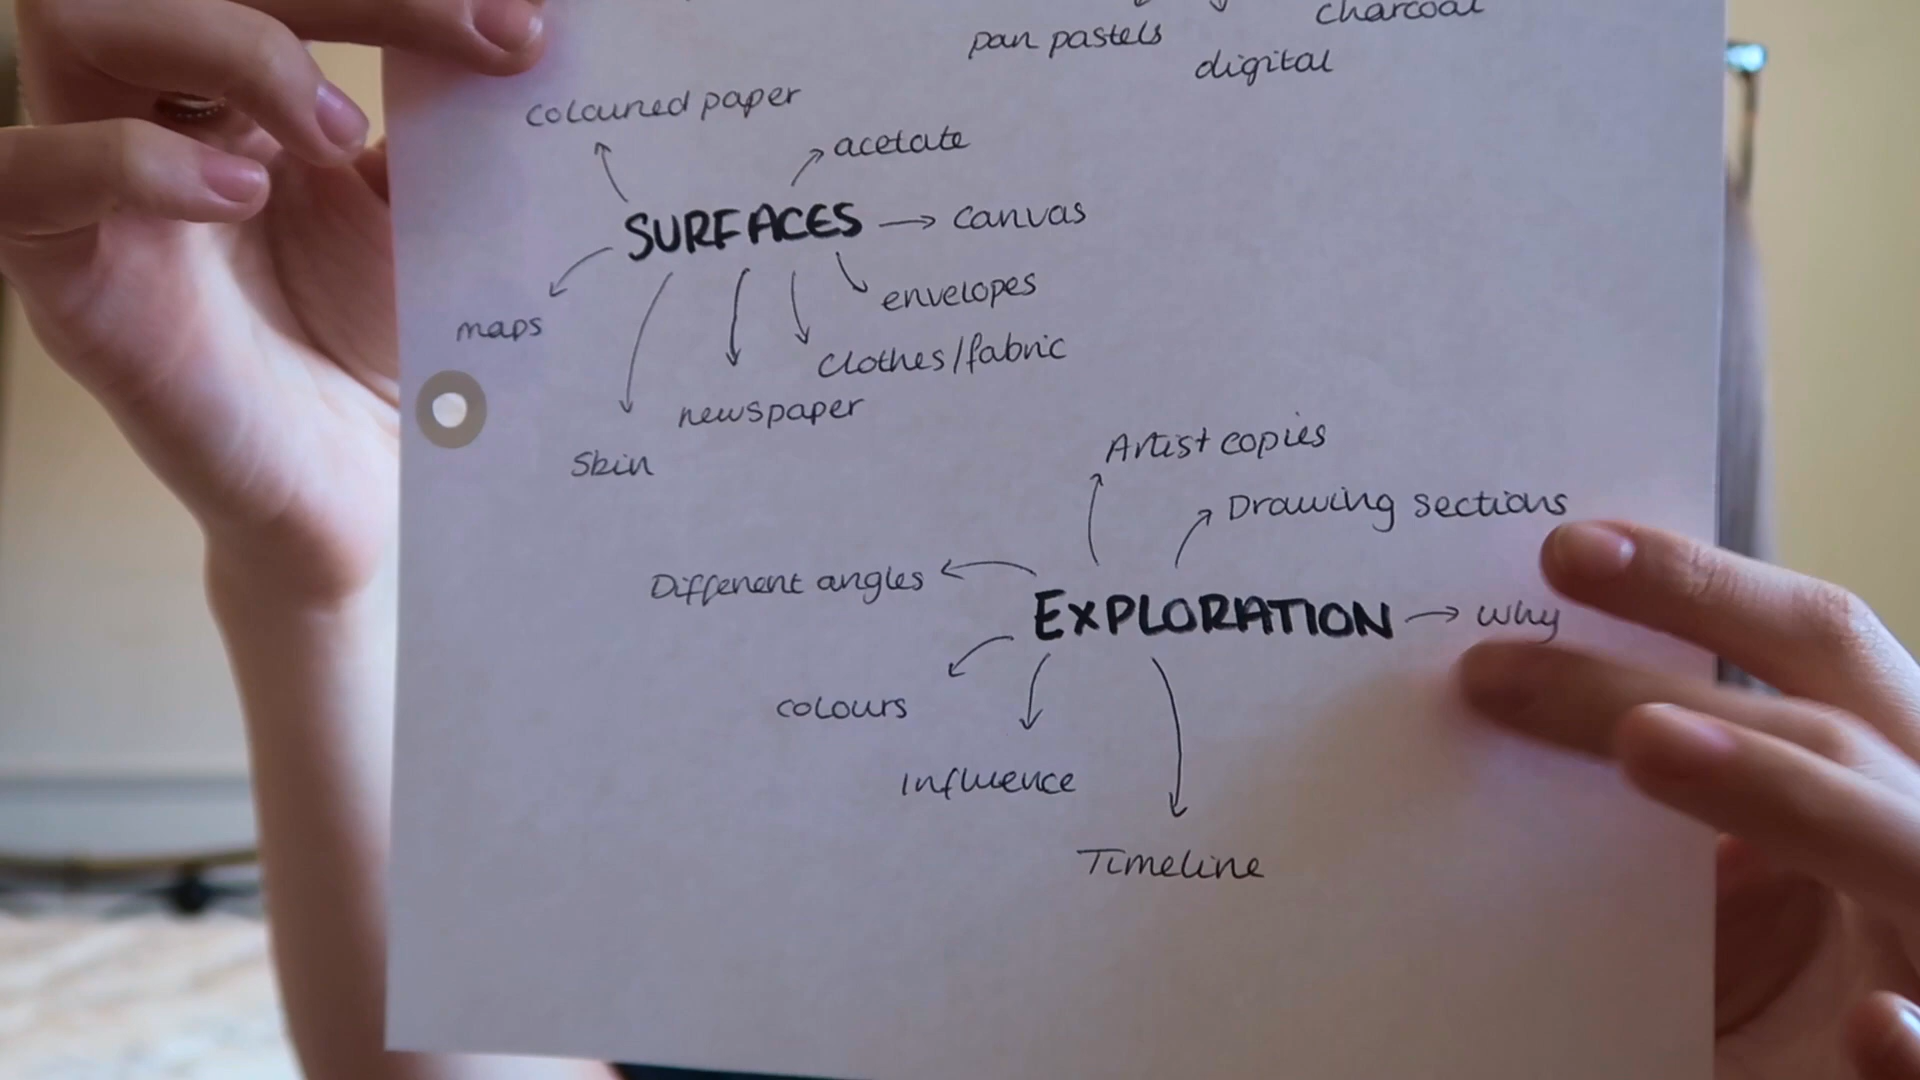 charcoal
pan pastels
digital
coloured paper
acetate
SURFACES
canvas
envelopes
maps
clothes/fabric
newspaper
Skin
Artist copies
Drawing sections
Different angles
EXPLORATION
why
colours
Influence
Timeline